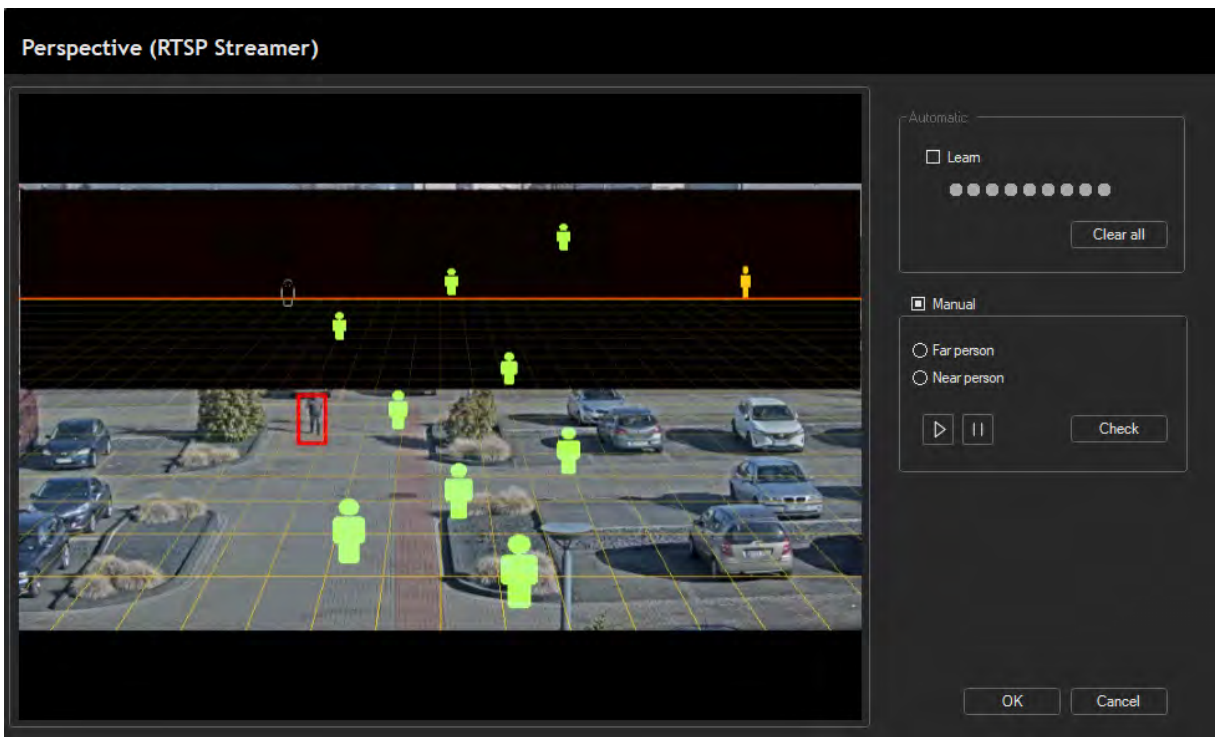 Perspective (RTSP Streamer)
Automatic
Learn
Clear all
Manual
Far person
Near person
Check
OK
Cancel